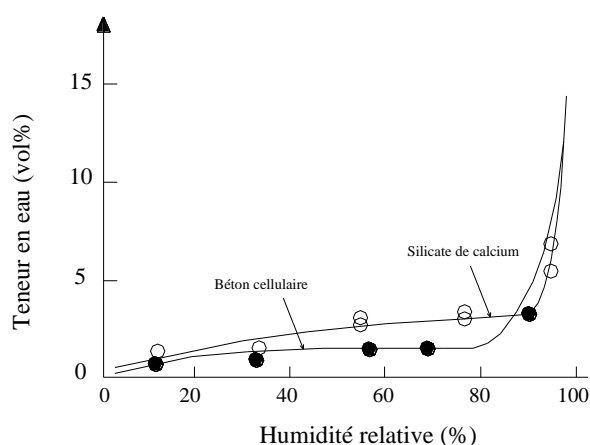 Teneur en eau (vol%)
15
10
5
0
Silicate de calcium
Béton cellulaire
0
20
40
60
80
100
Humidité relative (%)